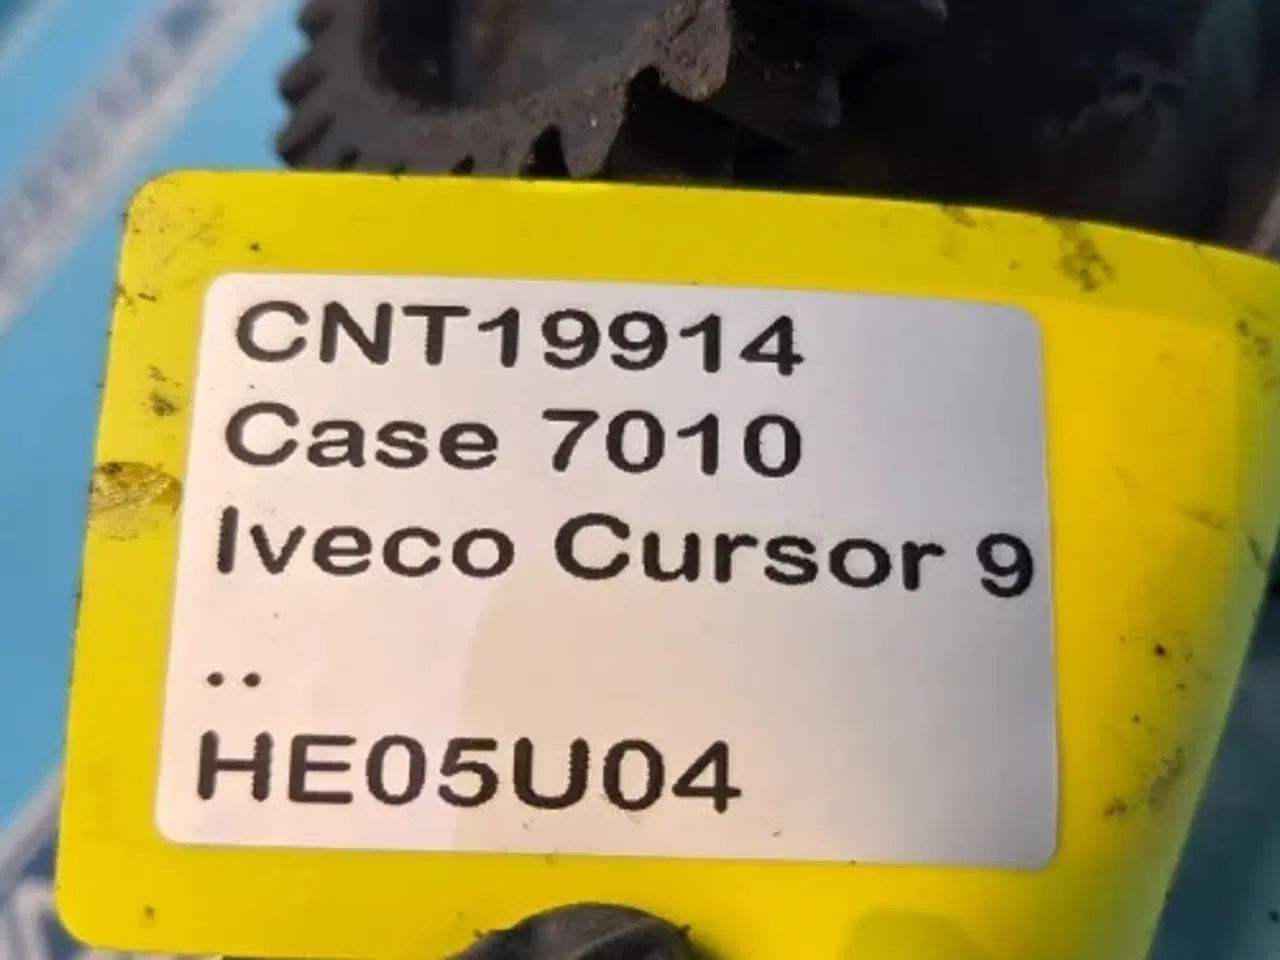 CNT19914
Case 7010
Iveco Cursor 9
..
HE05U04